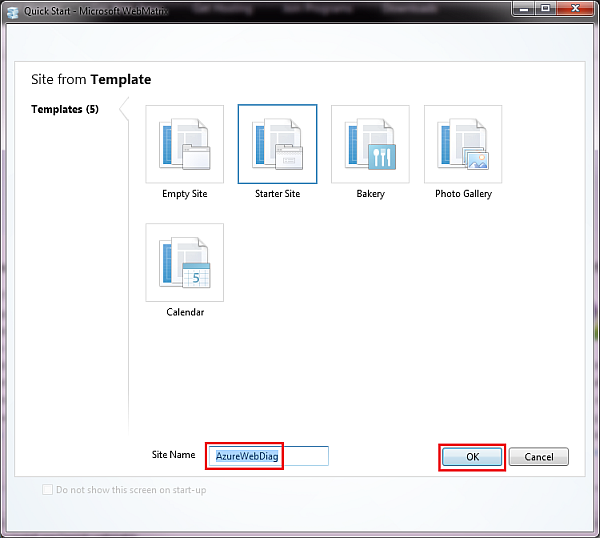 Quick Start - Microsoft WebMatrix
Site from Template
Templates (5)
Empty Site
Starter Site
Bakery
Photo Gallery
5
Calendar
Site Name
AzureWebDiag
OK
Cancel
Do not show this screen on start-up